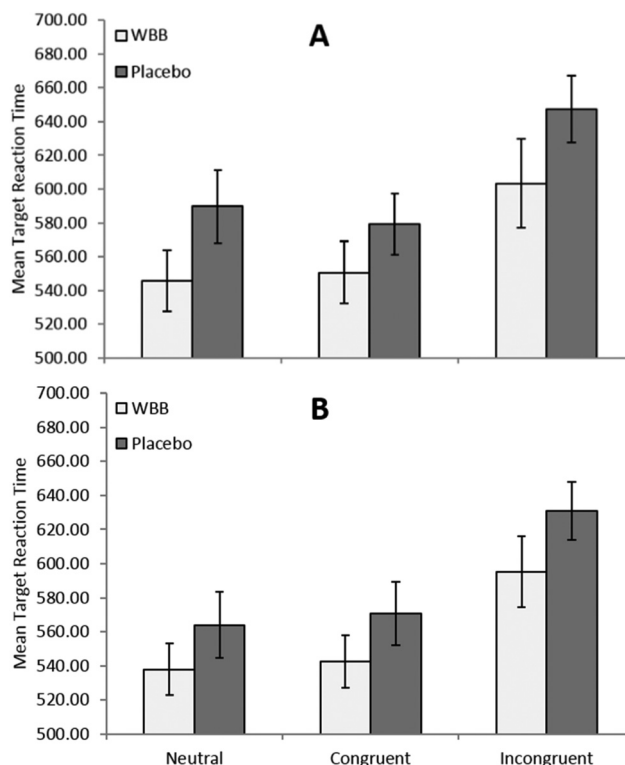 A
WBB
Placebo
Mean Target Reaction Time
700.00
680.00
660.00
640.00
620.00
600.00
580.00
560.00
540.00
520.00
500.00
B
WBB
Placebo
Mean Target Reaction Time
700.00
680.00
660.00
640.00
620.00
600.00
580.00
560.00
540.00
520.00
500.00
Neutral Congruent Incongruent